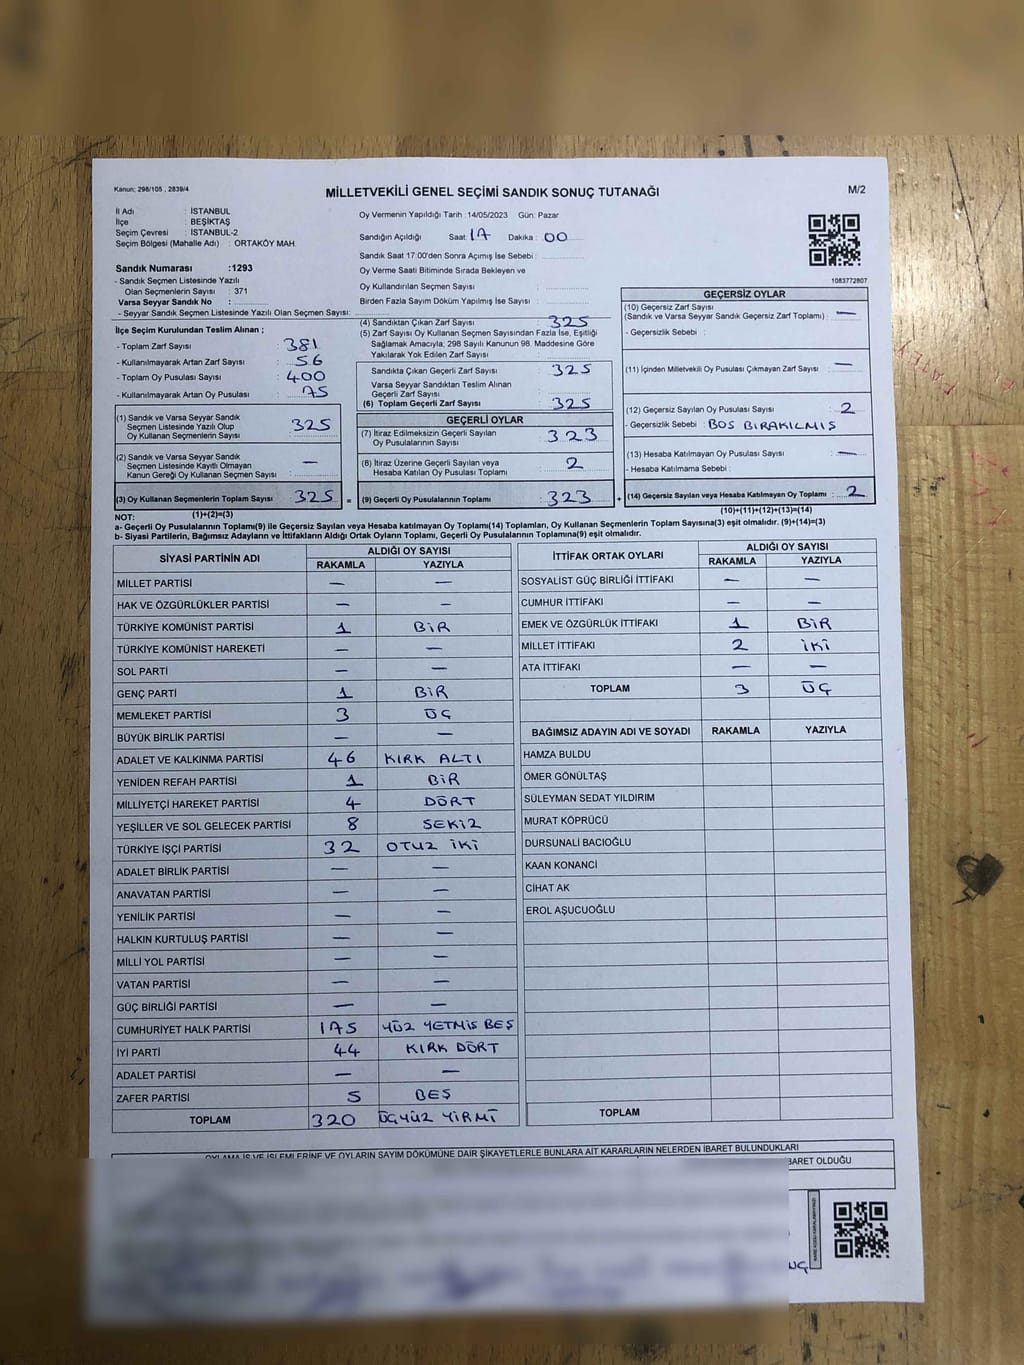 Kanun; 298/105 , 2839/4
MİLLETVEKİLİ GENEL SEÇİMİ SANDIK SONUÇ TUTANAĞI
M/2
İl Adı : İSTANBUL
İlçe : BEŞİKTAŞ
Seçim Çevresi : İSTANBUL-2
Seçim Bölgesi (Mahalle Adı) : ORTAKÖY MAH.
Oy Vermenin Yapıldığı Tarih :14/05/2023 Gün: Pazar
Sandığın Açıldığı Saat: 17 Dakika : 00
Sandık Saat 17:00'den Sonra Açımış İse Sebebi :
Oy Verme Saati Bitiminde Sırada Bekleyen ve
Oy Kullandırılan Seçmen Sayısı :
Birden Fazla Sayım Döküm Yapılmış İse Sayısı :
1083772807
Sandık Numarası :1293
- Sandık Seçmen Listesinde Yazılı
Olan Seçmenlerin Sayısı : 371
Varsa Seyyar Sandık No :
- Seyyar Sandık Seçmen Listesinde Yazılı Olan Seçmen Sayısı:
İlçe Seçim Kurulundan Teslim Alınan ;
- Toplam Zarf Sayısı : 381
- Kullanılmayarak Artan Zarf Sayısı : 56
- Toplam Oy Pusulası Sayısı : 400
- Kullanılmayarak Artan Oy Pusulası : 75
(1) Sandık ve Varsa Seyyar Sandık
Seçmen Listesinde Yazılı Olup
Oy Kullanan Seçmenlerin Sayısı : 325
(2) Sandık ve Varsa Seyyar Sandık
Seçmen Listesinde Kayıtlı Olmayan
Kanun Gereği Oy Kullanan Seçmen Sayısı : —
(3) Oy Kullanan Seçmenlerin Toplam Sayısı : 325 =
(1)+(2)=(3)
(4) Sandıktan Çıkan Zarf Sayısı : 325
(5) Zarf Sayısı Oy Kullanan Seçmen Sayısından Fazla İse, Eşitliği
Sağlamak Amacıyla; 298 Sayılı Kanunun 98. Maddesine Göre
Yakılarak Yok Edilen Zarf Sayısı :
Sandıkta Çıkan Geçerli Zarf Sayısı : 325
Varsa Seyyar Sandıktan Teslim Alınan
Geçerli Zarf Sayısı :
(6) Toplam Geçerli Zarf Sayısı : 325
GEÇERLİ OYLAR
(7) İtiraz Edilmeksizin Geçerli Sayılan
Oy Pusulalarının Sayısı : 323
(8) İtiraz Üzerine Geçerli Sayılan veya
Hesaba Katılan Oy Pusulası Toplamı : 2
(9) Geçerli Oy Pusulalarının Toplamı : 323 +
GEÇERSİZ OYLAR
(10) Geçersiz Zarf Sayısı
(Sandık ve Varsa Seyyar Sandık Geçersiz Zarf Toplamı) : —
- Geçersizlik Sebebi :
(11) İçinden Milletvekili Oy Pusulası Çıkmayan Zarf Sayısı : —
(12) Geçersiz Sayılan Oy Pusulası Sayısı : 2
- Geçersizlik Sebebi : BOS BIRAKILMIS
(13) Hesaba Katılmayan Oy Pusulası Sayısı : —
- Hesaba Katılmama Sebebi :
(14) Geçersiz Sayılan veya Hesaba Katılmayan Oy Toplamı : 2
(10)+(11)+(12)+(13)=(14)
NOT:
a- Geçerli Oy Pusulalarının Toplamı(9) ile Geçersiz Sayılan veya Hesaba katılmayan Oy Toplamı(14) Toplamları, Oy Kullanan Seçmenlerin Toplam Sayısına(3) eşit olmalıdır. (9)+(14)=(3)
b- Siyasi Partilerin, Bağımsız Adayların ve İttifakların Aldığı Ortak Oyların Toplamı, Geçerli Oy Pusulalarının Toplamına(9) eşit olmalıdır.
SİYASİ PARTİNİN ADI ALDIĞI OY SAYISI
RAKAMLA YAZIYLA
MİLLET PARTİSİ — —
HAK VE ÖZGÜRLÜKLER PARTİSİ — —
TÜRKİYE KOMÜNİST PARTİSİ 1 BİR
TÜRKİYE KOMÜNİST HAREKETİ — —
SOL PARTİ — —
GENÇ PARTİ 1 BİR
MEMLEKET PARTİSİ 3 ÜÇ
BÜYÜK BİRLİK PARTİSİ — —
ADALET VE KALKINMA PARTİSİ 46 KIRK ALTI
YENİDEN REFAH PARTİSİ 1 BİR
MİLLİYETÇİ HAREKET PARTİSİ 4 DÖRT
YEŞİLLER VE SOL GELECEK PARTİSİ 8 SEKİZ
TÜRKİYE İŞÇİ PARTİSİ 32 OTUZ İKİ
ADALET BİRLİK PARTİSİ — —
ANAVATAN PARTİSİ — —
YENİLİK PARTİSİ — —
HALKIN KURTULUŞ PARTİSİ — —
MİLLİ YOL PARTİSİ — —
VATAN PARTİSİ — —
GÜÇ BİRLİĞİ PARTİSİ — —
CUMHURİYET HALK PARTİSİ 175 YÜZ YETMİS BEŞ
İYİ PARTİ 44 KIRK DÖRT
ADALET PARTİSİ — —
ZAFER PARTİSİ 5 BEŞ
TOPLAM 320 ÜÇYÜZ YİRMİ
İTTİFAK ORTAK OYLARI ALDIĞI OY SAYISI
RAKAMLA YAZIYLA
SOSYALİST GÜÇ BİRLİĞİ İTTİFAKI — —
CUMHUR İTTİFAKI — —
EMEK VE ÖZGÜRLÜK İTTİFAKI 1 BİR
MİLLET İTTİFAKI 2 İKİ
ATA İTTİFAKI — —
TOPLAM 3 ÜÇ
BAĞIMSIZ ADAYIN ADI VE SOYADI RAKAMLA YAZIYLA
HAMZA BULDU
ÖMER GÖNÜLTAŞ
SÜLEYMAN SEDAT YILDIRIM
MURAT KÖPRÜCÜ
DURSUNALİ BACIOĞLU
KAAN KONANCİ
CİHAT AK
EROL AŞUCUOĞLU
TOPLAM
OYLAMA İŞ VE İŞLEMLERİNE VE OYLARIN SAYIM DÖKÜMÜNE DAİR ŞİKAYETLERLE BUNLARA AİT KARARLARIN NELERDEN İBARET BULUNDUKLARI
BARET OLDUĞU